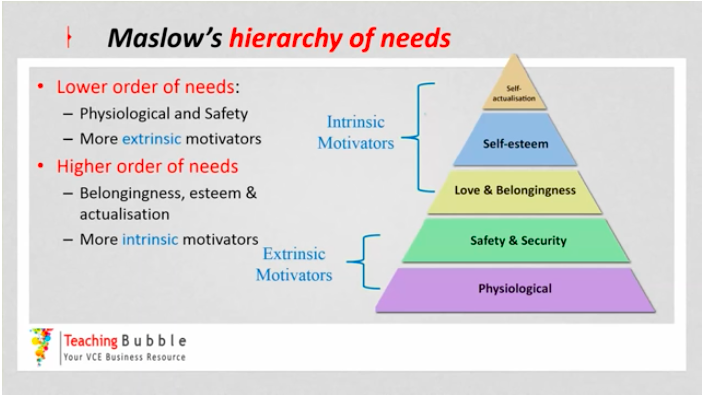 Maslow's hierarchy of needs
• Lower order of needs:
– Physiological and Safety
– More extrinsic motivators
• Higher order of needs
– Belongingness, esteem &
actualisation
– More intrinsic motivators
Intrinsic
Motivators
Extrinsic
Motivators
Self-
actualisation
Self-esteem
Love & Belongingness
Safety & Security
Physiological
Teaching Bubble
Your VCE Business Resource